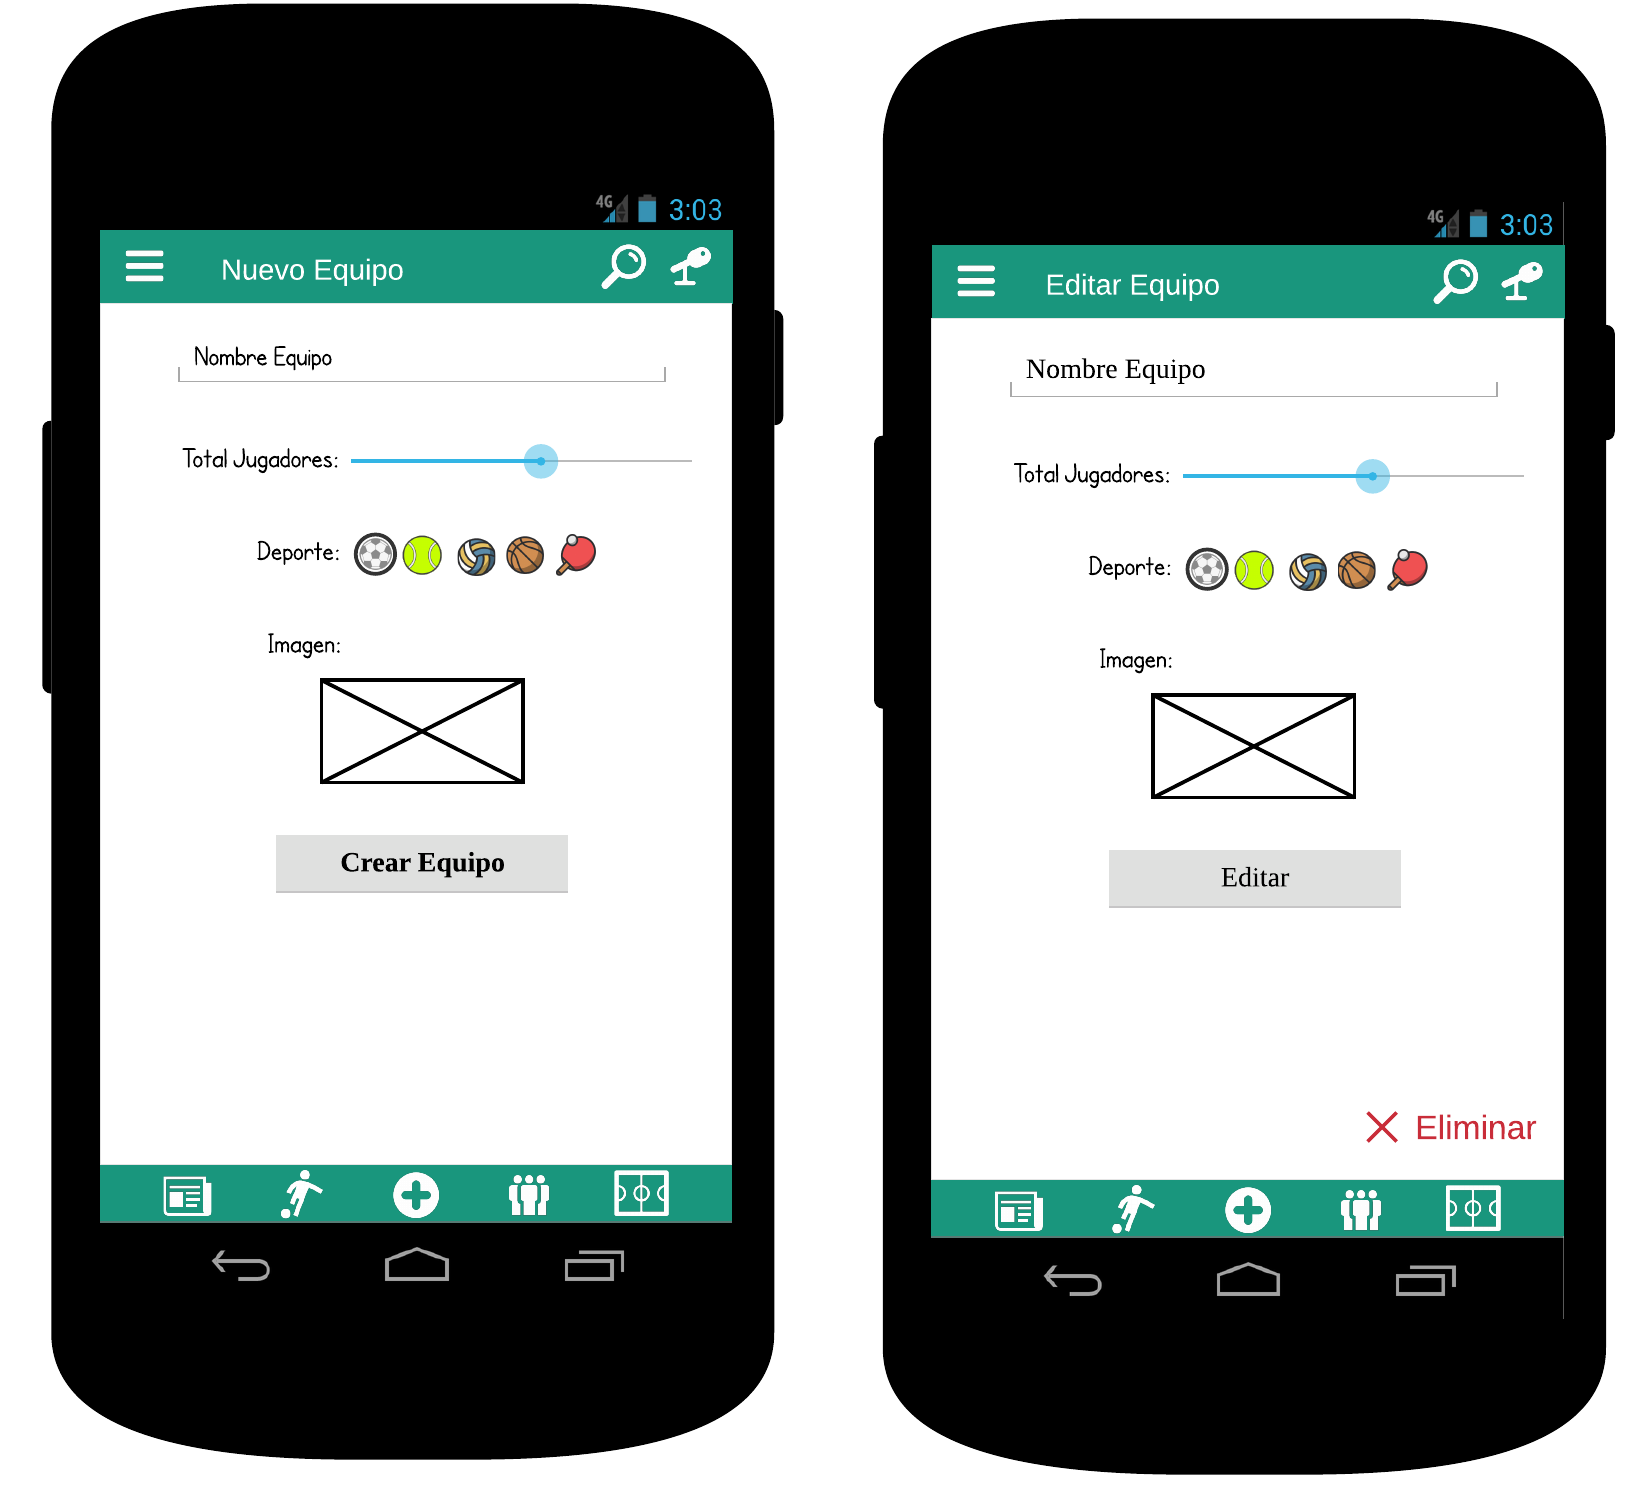 4G 3:03
Nuevo Equipo
Nombre Equipo
Total Jugadores:
Deporte:
Imagen:
Crear Equipo
4G 3:03
Editar Equipo
Nombre Equipo
Total Jugadores:
Deporte:
Imagen:
Editar
Eliminar